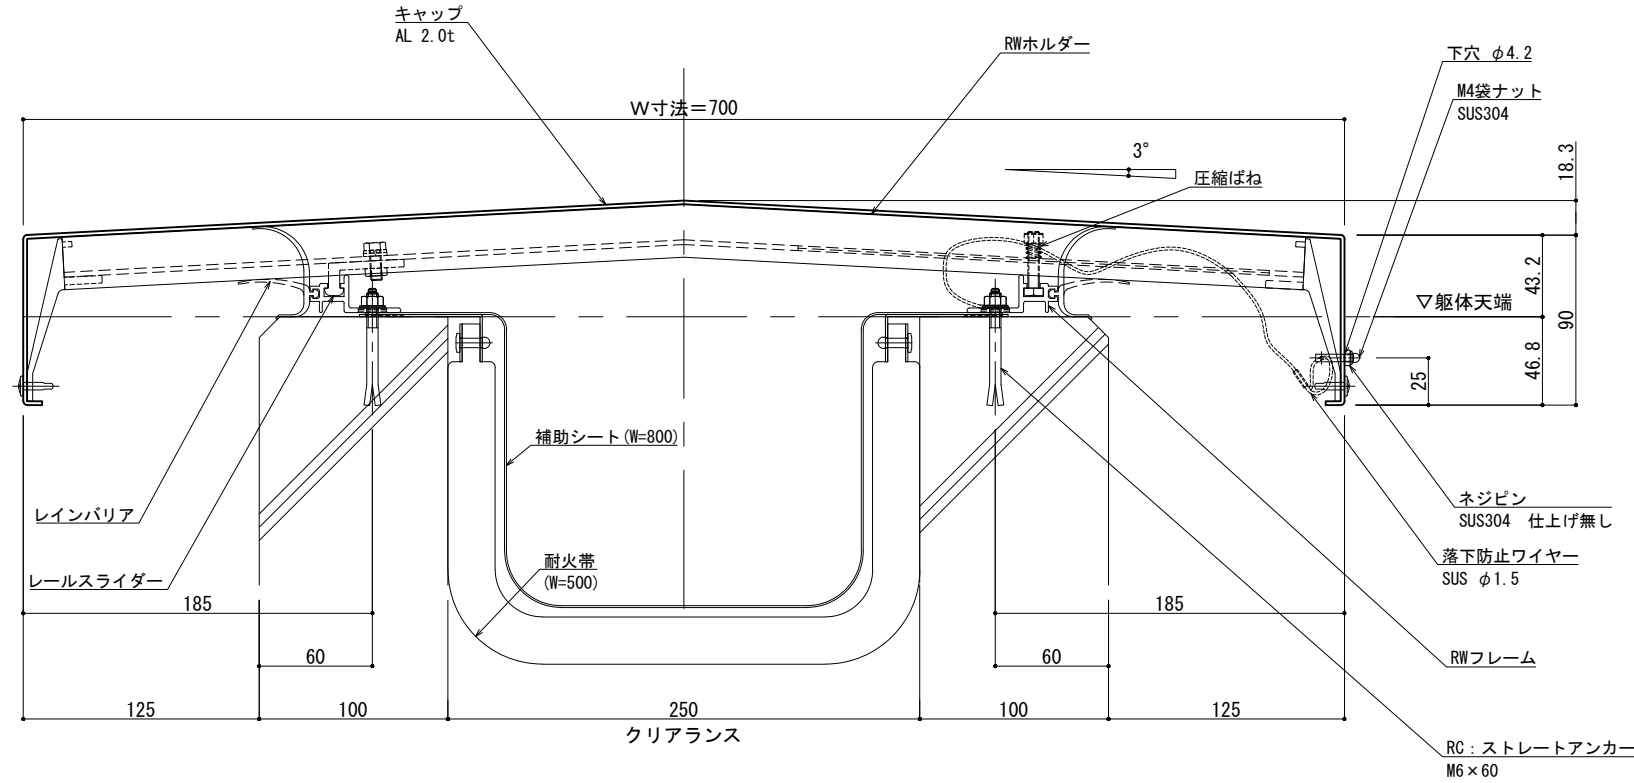 キャップ
AL 2.0t
RWホルダー
下穴 φ4.2
M4袋ナット
SUS304
W寸法=700
18.3
3°
圧縮ばね
43.2
▽躯体天端
90
46.8
25
補助シート(W=800)
レインバリア
ネジピン
SUS304 仕上げ無し
落下防止ワイヤー
SUS φ1.5
レールスライダー
耐火帯
(W=500)
185
185
60
60
RWフレーム
125
100
250
100
125
クリアランス
RC：ストレートアンカー
M6×60